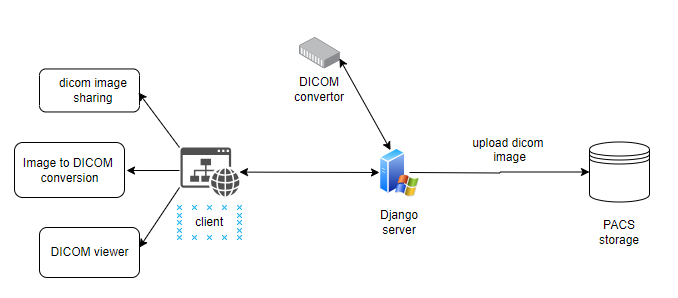 dicom image
sharing
Image to DICOM
conversion
DICOM viewer
client
DICOM
convertor
Django
server
upload dicom
image
PACS
storage